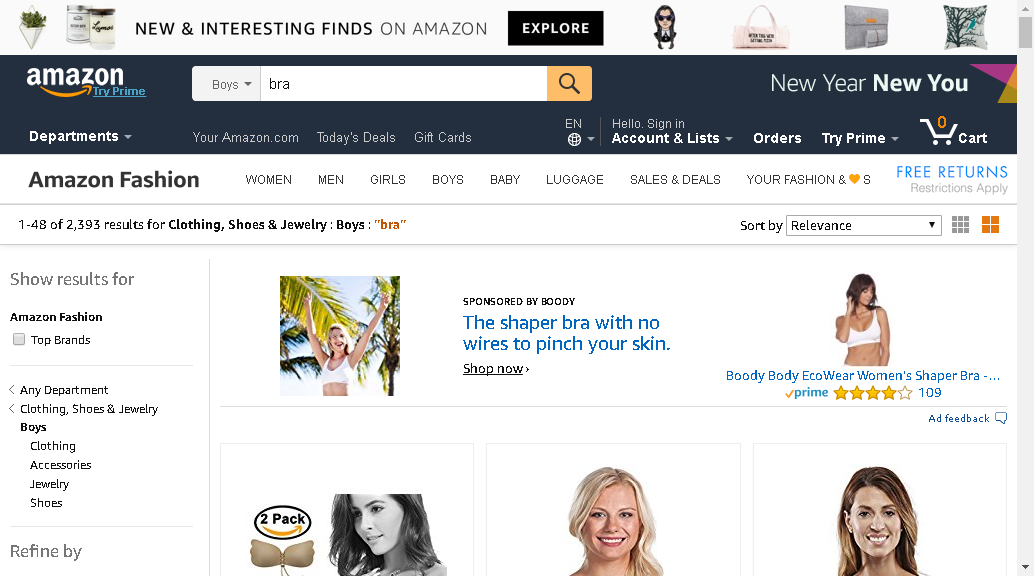 NEW & INTERESTING FINDS ON AMAZON
EXPLORE
amazon
Try Prime
Boys
bra
New Year New You
Departments
Your Amazon.com
Today's Deals
Gift Cards
EN
Hello. Sign in
Account & Lists
Orders
Try Prime
0
Cart
Amazon Fashion
WOMEN
MEN
GIRLS
BOYS
BABY
LUGGAGE
SALES & DEALS
YOUR FASHION & S
FREE RETURNS
Restrictions Apply
1-48 of 2,393 results for Clothing, Shoes & Jewelry : Boys : "bra"
Sort by
Relevance
Show results for
Amazon Fashion
Top Brands
Any Department
Clothing, Shoes & Jewelry
Boys
Clothing
Accessories
Jewelry
Shoes
Refine by
SPONSORED BY BOODY
The shaper bra with no
wires to pinch your skin.
Shop now ›
Boody Body EcoWear Women's Shaper Bra -...
prime
109
Ad feedback
2 Pack